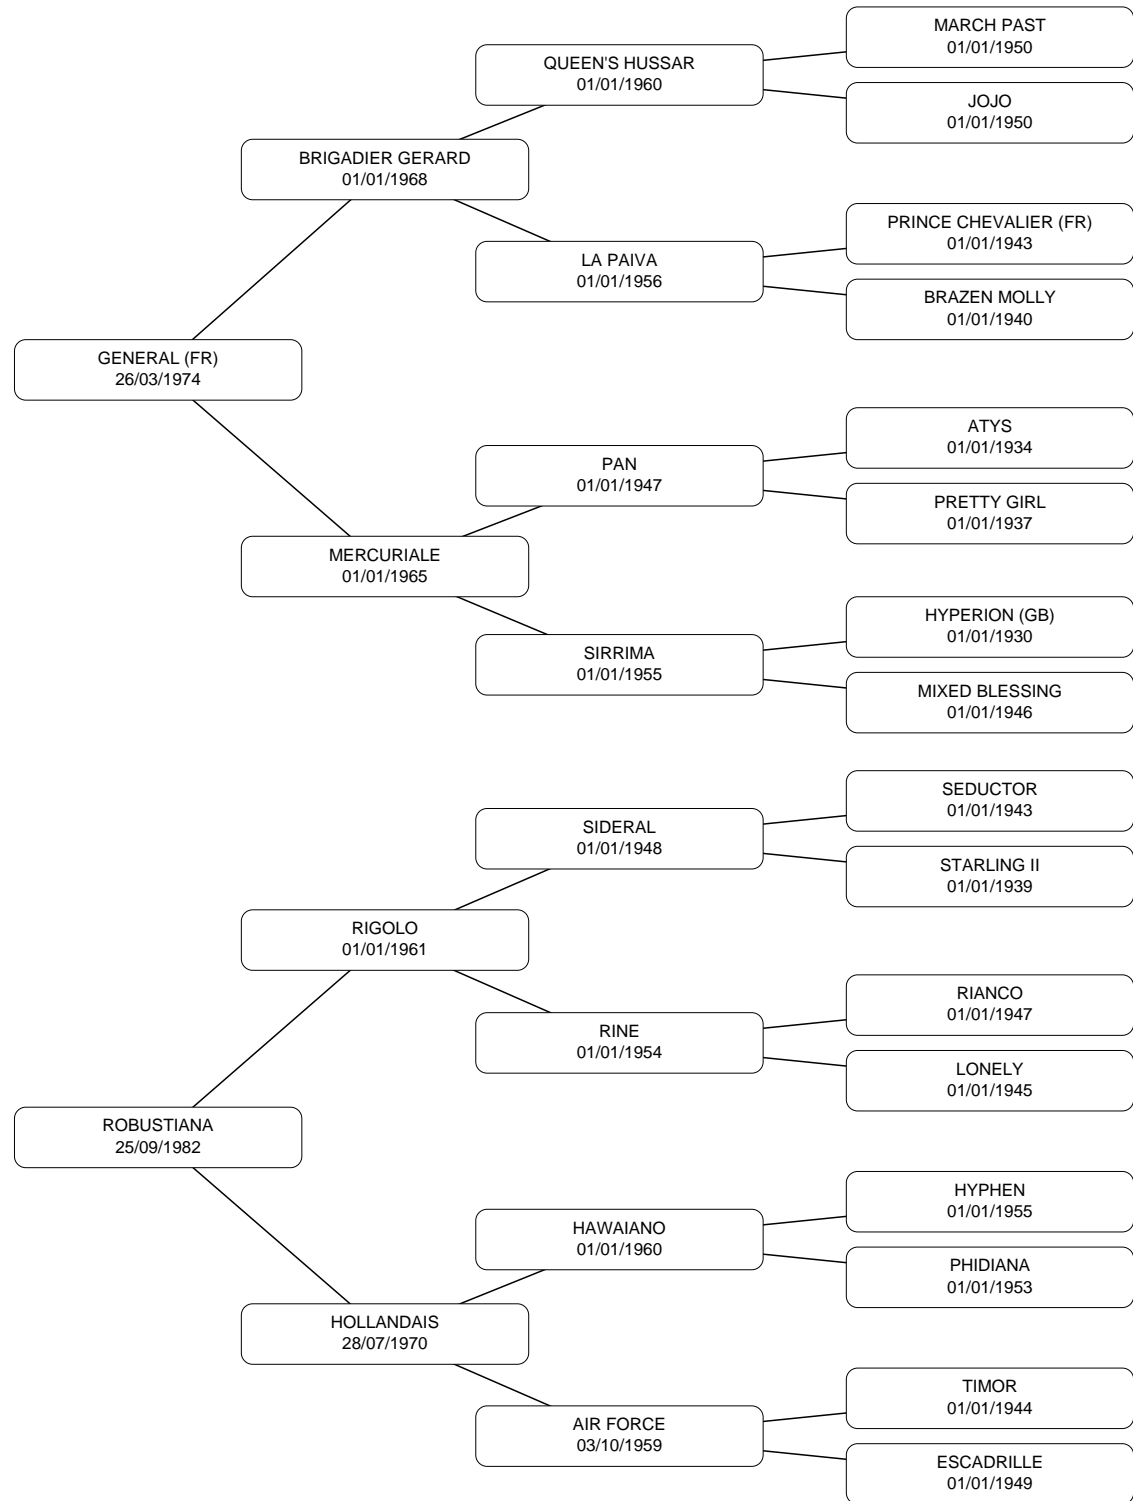 MARCH PAST
01/01/1950
QUEEN'S HUSSAR
01/01/1960
JOJO
01/01/1950
BRIGADIER GERARD
01/01/1968
PRINCE CHEVALIER (FR)
01/01/1943
LA PAIVA
01/01/1956
BRAZEN MOLLY
01/01/1940
GENERAL (FR)
26/03/1974
ATYS
01/01/1934
PAN
01/01/1947
PRETTY GIRL
01/01/1937
MERCURIALE
01/01/1965
HYPERION (GB)
01/01/1930
SIRRIMA
01/01/1955
MIXED BLESSING
01/01/1946
SEDUCTOR
01/01/1943
SIDERAL
01/01/1948
STARLING II
01/01/1939
RIGOLO
01/01/1961
RIANCO
01/01/1947
RINE
01/01/1954
LONELY
01/01/1945
ROBUSTIANA
25/09/1982
HYPHEN
01/01/1955
HAWAIANO
01/01/1960
PHIDIANA
01/01/1953
HOLLANDAIS
28/07/1970
TIMOR
01/01/1944
AIR FORCE
03/10/1959
ESCADRILLE
01/01/1949